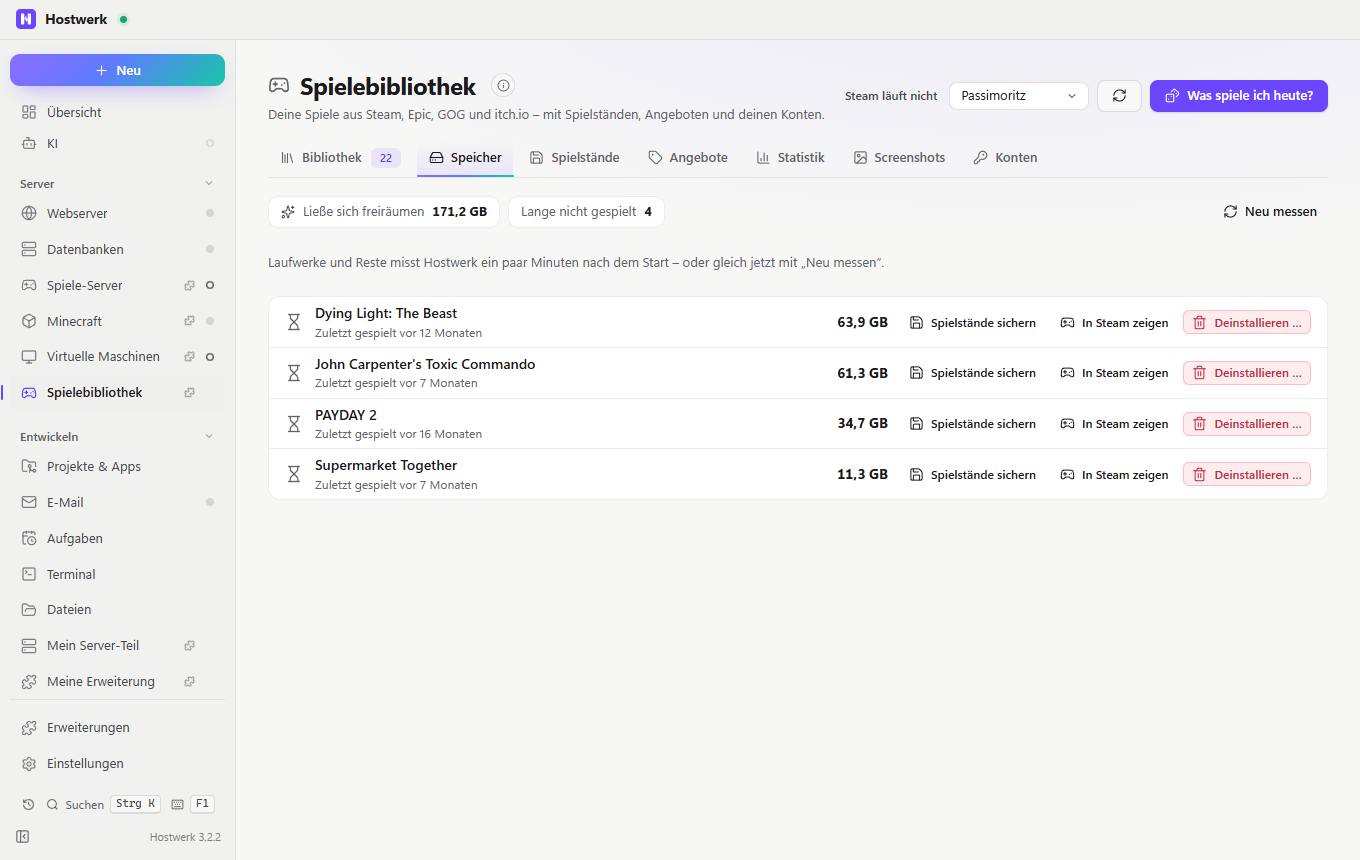 Hostwerk
Neu
Übersicht
KI
Server
Webserver
Datenbanken
Spiele-Server
Minecraft
Virtuelle Maschinen
Spielebibliothek
Entwickeln
Projekte & Apps
E-Mail
Aufgaben
Terminal
Dateien
Mein Server-Teil
Meine Erweiterung
Erweiterungen
Einstellungen
Suchen Strg K F1
Hostwerk 3.2.2
Spielebibliothek
Deine Spiele aus Steam, Epic, GOG und itch.io – mit Spielständen, Angeboten und deinen Konten.
Steam läuft nicht Passimoritz Was spiele ich heute?
Bibliothek 22 Speicher Spielstände Angebote Statistik Screenshots Konten
Ließe sich freiräumen 171,2 GB Lange nicht gespielt 4 Neu messen
Laufwerke und Reste misst Hostwerk ein paar Minuten nach dem Start – oder gleich jetzt mit „Neu messen“.
Dying Light: The Beast
Zuletzt gespielt vor 12 Monaten
63,9 GB Spielstände sichern In Steam zeigen Deinstallieren ...
John Carpenter's Toxic Commando
Zuletzt gespielt vor 7 Monaten
61,3 GB Spielstände sichern In Steam zeigen Deinstallieren ...
PAYDAY 2
Zuletzt gespielt vor 16 Monaten
34,7 GB Spielstände sichern In Steam zeigen Deinstallieren ...
Supermarket Together
Zuletzt gespielt vor 7 Monaten
11,3 GB Spielstände sichern In Steam zeigen Deinstallieren ...